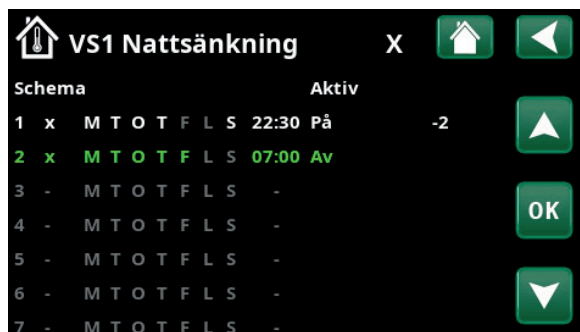 VS1 Nattsänkning X
Schema Aktiv
1 x M T O T F L S 22:30 På -2
2 x M T O T F L S 07:00 Av
3 - M T O T F L S -
4 - M T O T F L S -
OK
5 - M T O T F L S -
6 - M T O T F L S -
7 - M T O T F L S -